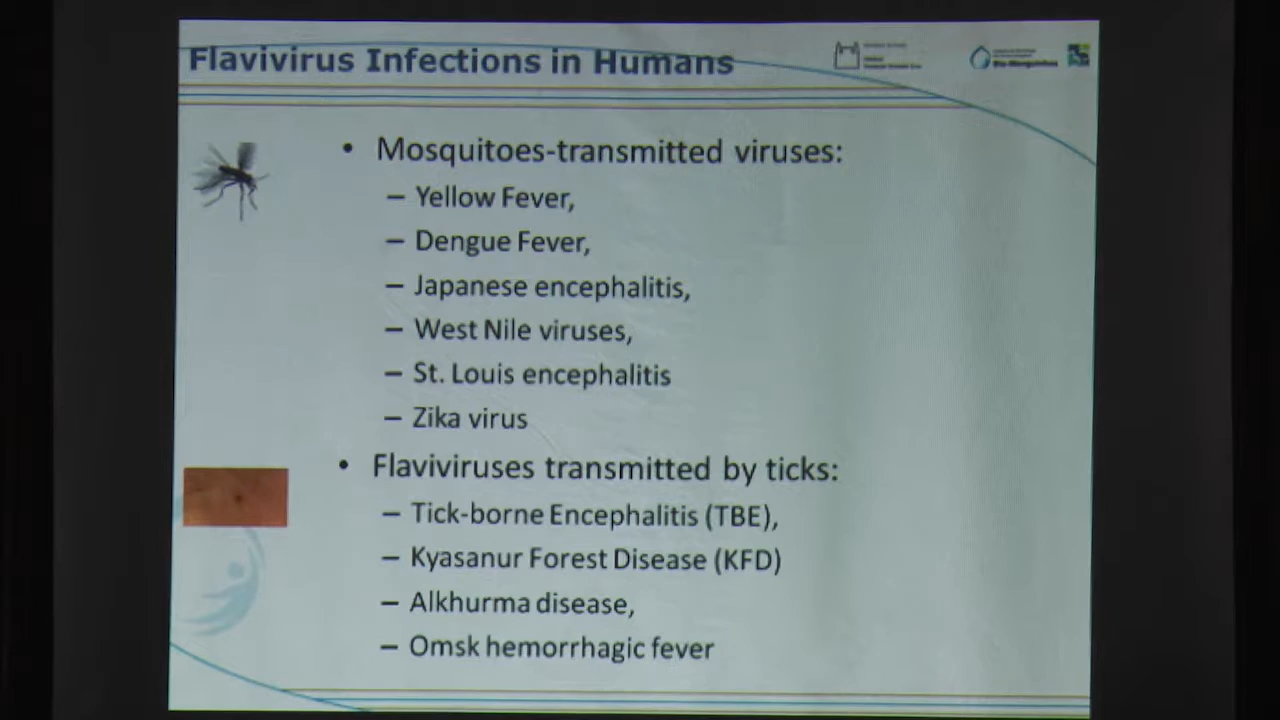 Flavivirus Infections in Humans
• Mosquitoes-transmitted viruses:
– Yellow Fever,
– Dengue Fever,
– Japanese encephalitis,
– West Nile viruses,
– St. Louis encephalitis
– Zika virus
• Flaviviruses transmitted by ticks:
– Tick-borne Encephalitis (TBE),
– Kyasanur Forest Disease (KFD)
– Alkhurma disease,
– Omsk hemorrhagic fever